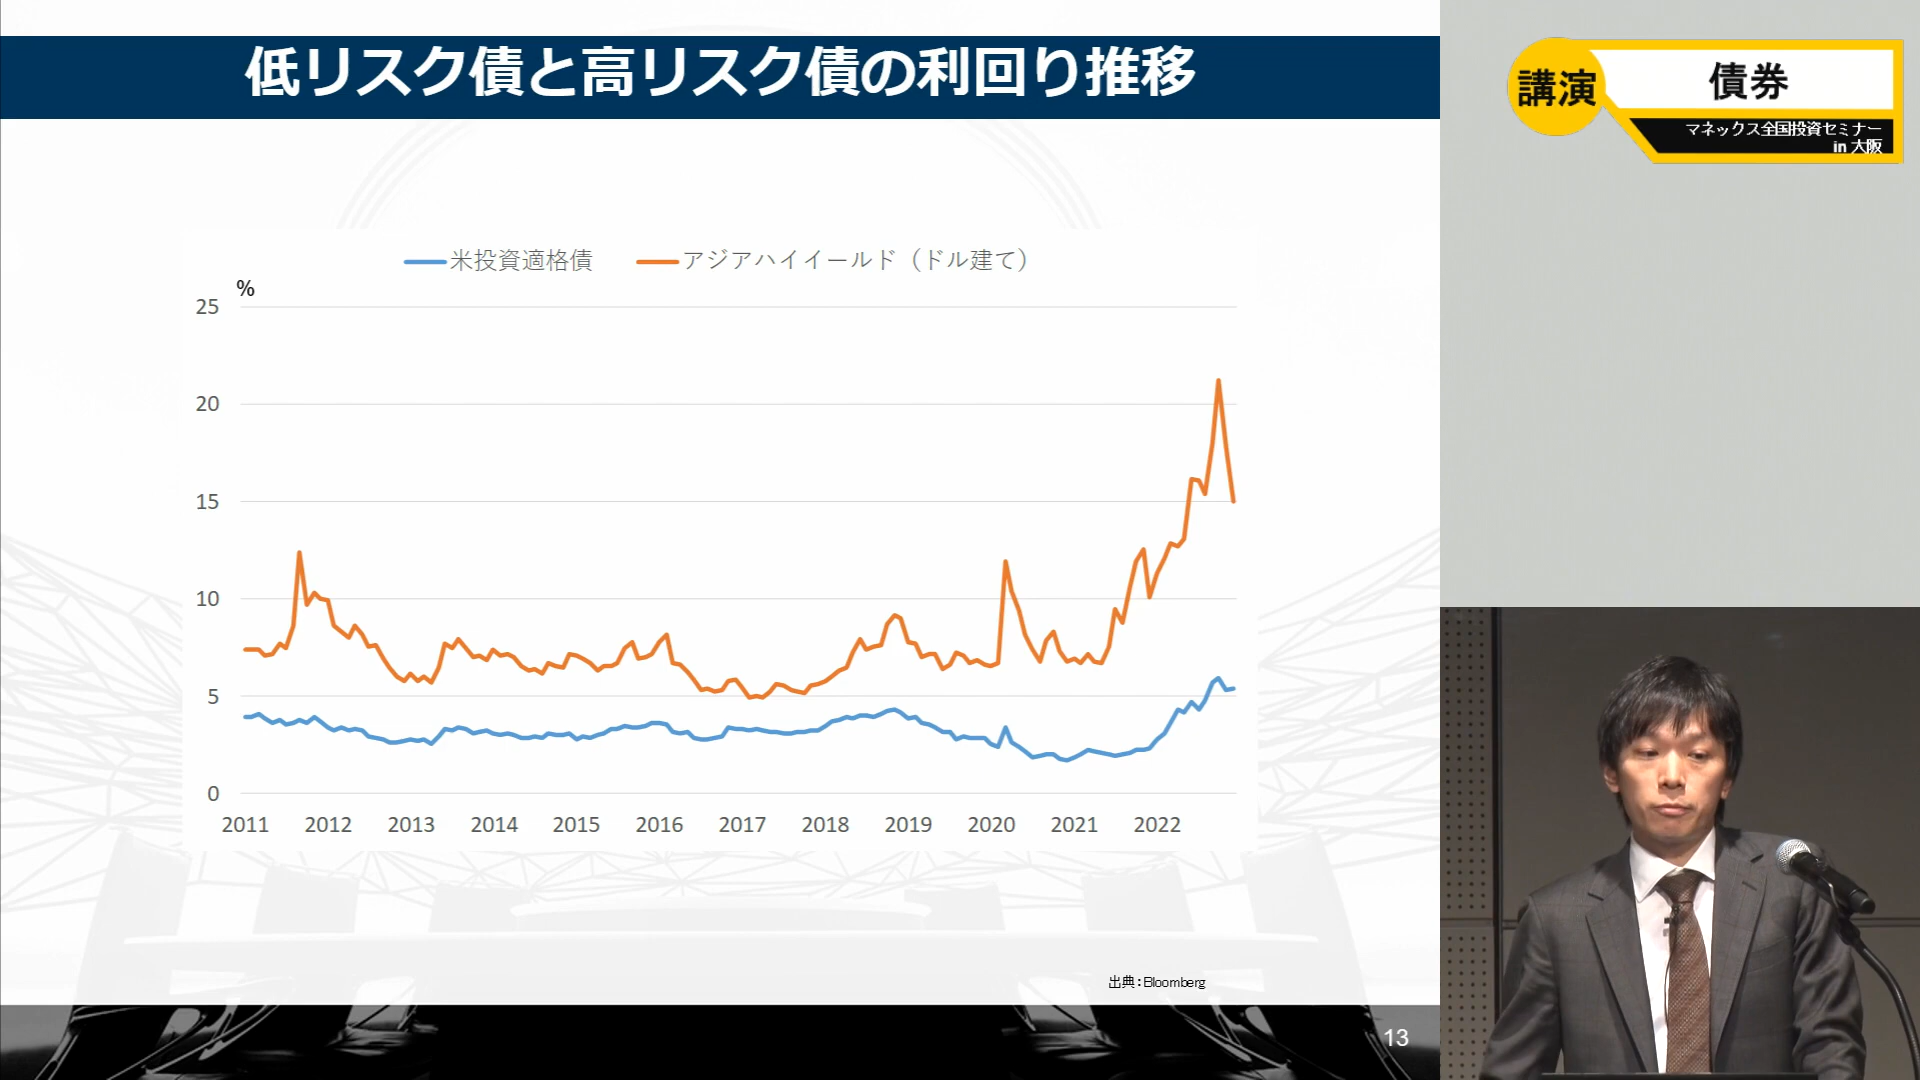 低リスク債と高リスク債の利回り推移
講演
債券
マネックス全国投資セミナー
in 大阪
米投資適格債
アジアハイイールド（ドル建て）
%
25
20
15
10
5
0
2011 2012 2013 2014 2015 2016 2017 2018 2019 2020 2021 2022
出典：Bloomberg
13